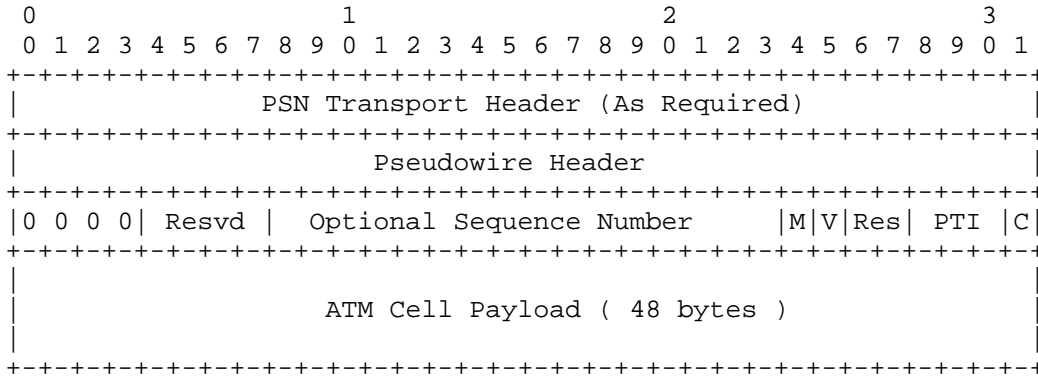 0                   1                   2                   3
 0 1 2 3 4 5 6 7 8 9 0 1 2 3 4 5 6 7 8 9 0 1 2 3 4 5 6 7 8 9 0 1
+-+-+-+-+-+-+-+-+-+-+-+-+-+-+-+-+-+-+-+-+-+-+-+-+-+-+-+-+-+-+-+-+
|               PSN Transport Header (As Required)              |
+-+-+-+-+-+-+-+-+-+-+-+-+-+-+-+-+-+-+-+-+-+-+-+-+-+-+-+-+-+-+-+-+
|                      Pseudowire Header                        |
+-+-+-+-+-+-+-+-+-+-+-+-+-+-+-+-+-+-+-+-+-+-+-+-+-+-+-+-+-+-+-+-+
|0 0 0 0| Resvd |  Optional Sequence Number     |M|V|Res| PTI |C|
+-+-+-+-+-+-+-+-+-+-+-+-+-+-+-+-+-+-+-+-+-+-+-+-+-+-+-+-+-+-+-+-+
|                                                               |
|                   ATM Cell Payload ( 48 bytes )               |
|                                                               |
+-+-+-+-+-+-+-+-+-+-+-+-+-+-+-+-+-+-+-+-+-+-+-+-+-+-+-+-+-+-+-+-+